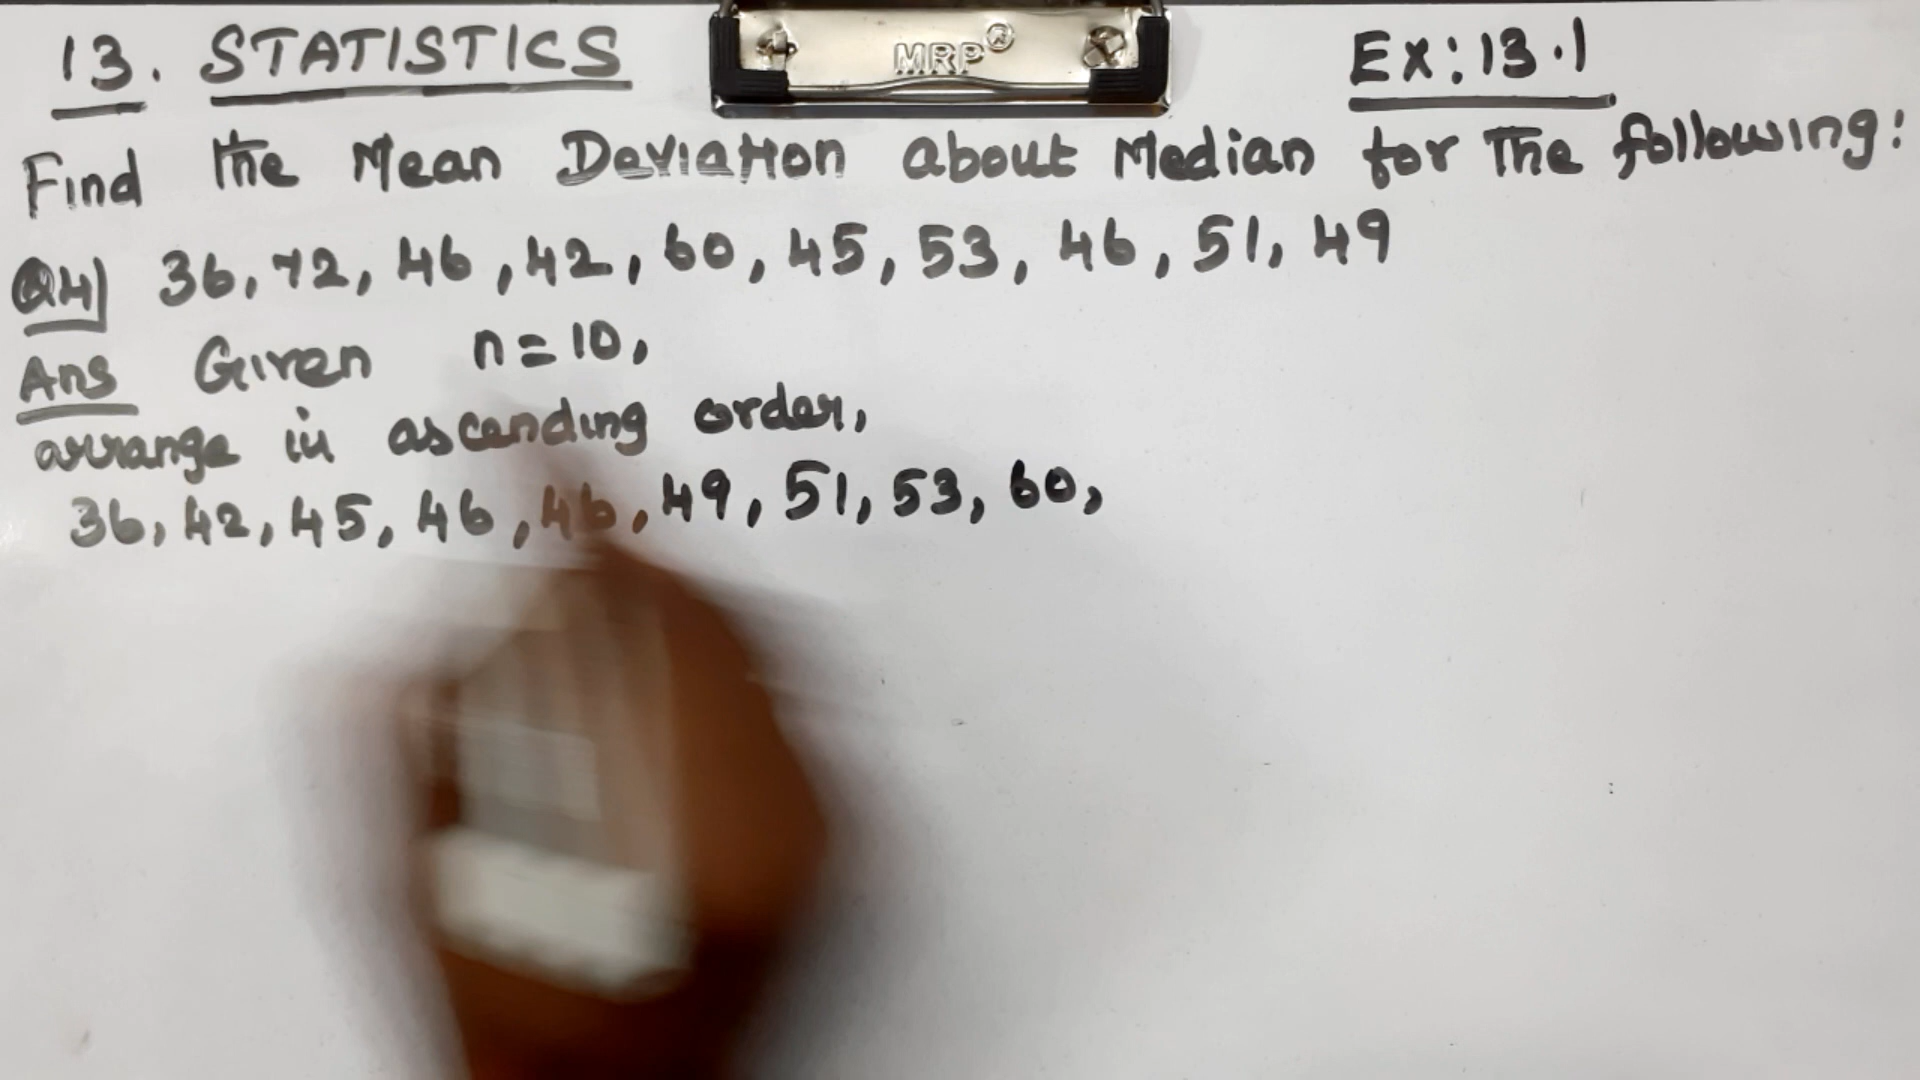 MRP®
13. STATISTICS Ex: 13.1
Find the Mean Deviation about Median for The following:
Q4) 36, 72, 46, 42, 60, 45, 53, 46, 51, 49
Ans Given n=10,
arrange in ascending order,
36, 42, 45, 46, 46, 49, 51, 53, 60,